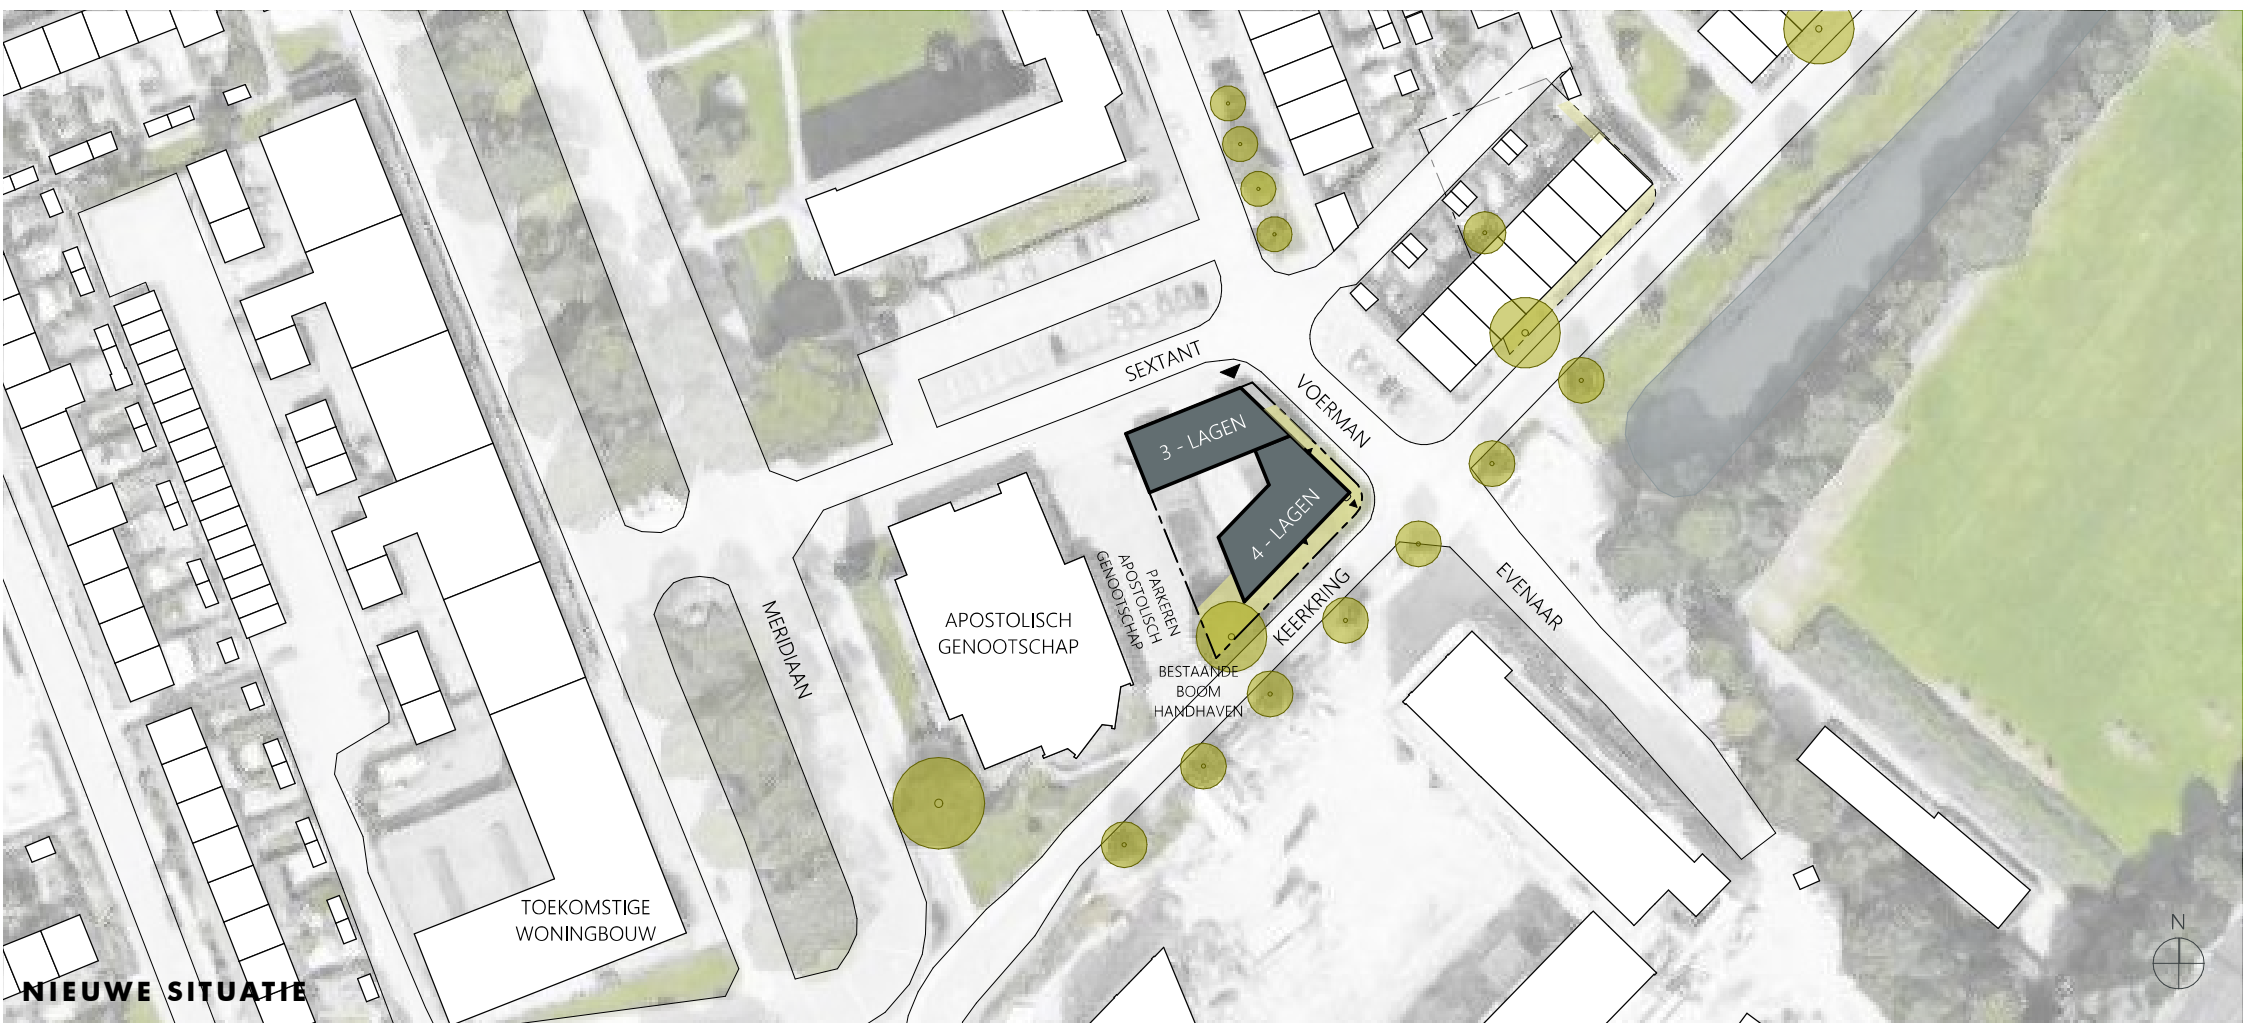 SEXTANT
VOERMAN
3 - LAGEN
4 - LAGEN
PARKEREN
APOSTOLISCH
GENOOTSCHAP
KEERKRING
EVENAAR
MERIDIAAN
APOSTOLISCH
GENOOTSCHAP
BESTAANDE
BOOM
HANDHAVEN
TOEKOMSTIGE
WONINGBOUW
N
NIEUWE SITUATIE